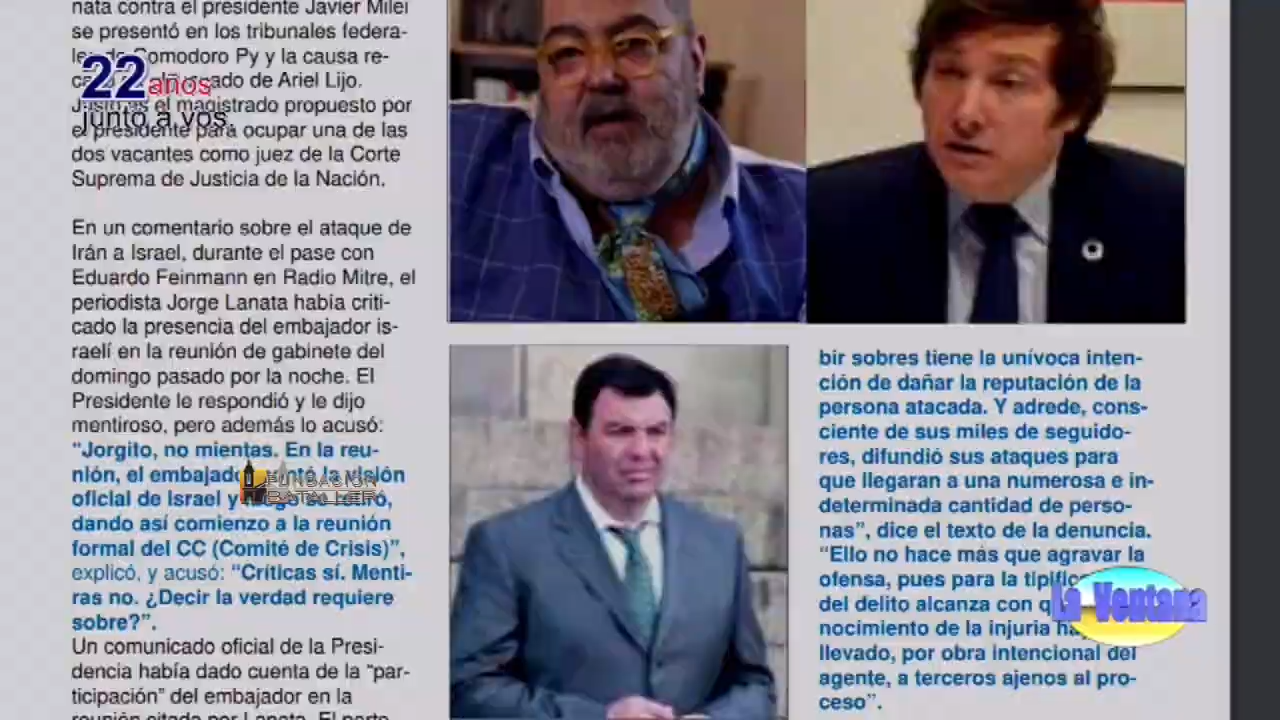 nata contra el presidente Javier Milei
se presentó en los tribunales federa-
Comodoro Py y la causa re-
ado de Ariel Lijo.
es el magistrado propuesto por
el presidente para ocupar una de las
dos vacantes como juez de la Corte
Suprema de Justicia de la Nación.
22 años
junto a vos.
En un comentario sobre el ataque de
Irán a Israel, durante el pase con
Eduardo Feinmann en Radio Mitre, el
periodista Jorge Lanata había criti-
cado la presencia del embajador is-
raelí en la reunión de gabinete del
domingo pasado por la noche. El
Presidente le respondió y le dijo
mentiroso, pero además lo acusó:
“Jorgito, no mientas. En la reu-
nión, el la visión
oficial de Israel y
dando así comienzo a la reunión
formal del CC (Comité de Crisis)”,
explicó, y acusó: “Críticas sí. Menti-
ras no. ¿Decir la verdad requiere
sobre?”.
Un comunicado oficial de la Presi-
dencia había dado cuenta de la “par-
ticipación” del embajador en la
reunión citada por Lanata. El parte
FUNDACIÓN
BATALLER
bir sobres tiene la unívoca inten-
ción de dañar la reputación de la
persona atacada. Y adrede, cons-
ciente de sus miles de seguido-
res, difundió sus ataques para
que llegaran a una numerosa e in-
determinada cantidad de perso-
nas”, dice el texto de la denuncia.
“Ello no hace más que agravar la
ofensa, pues para la
del delito alcanza con
nocimiento de la injuria
llevado, por obra intencional del
agente, a terceros ajenos al pro-
ceso”.
La Ventana